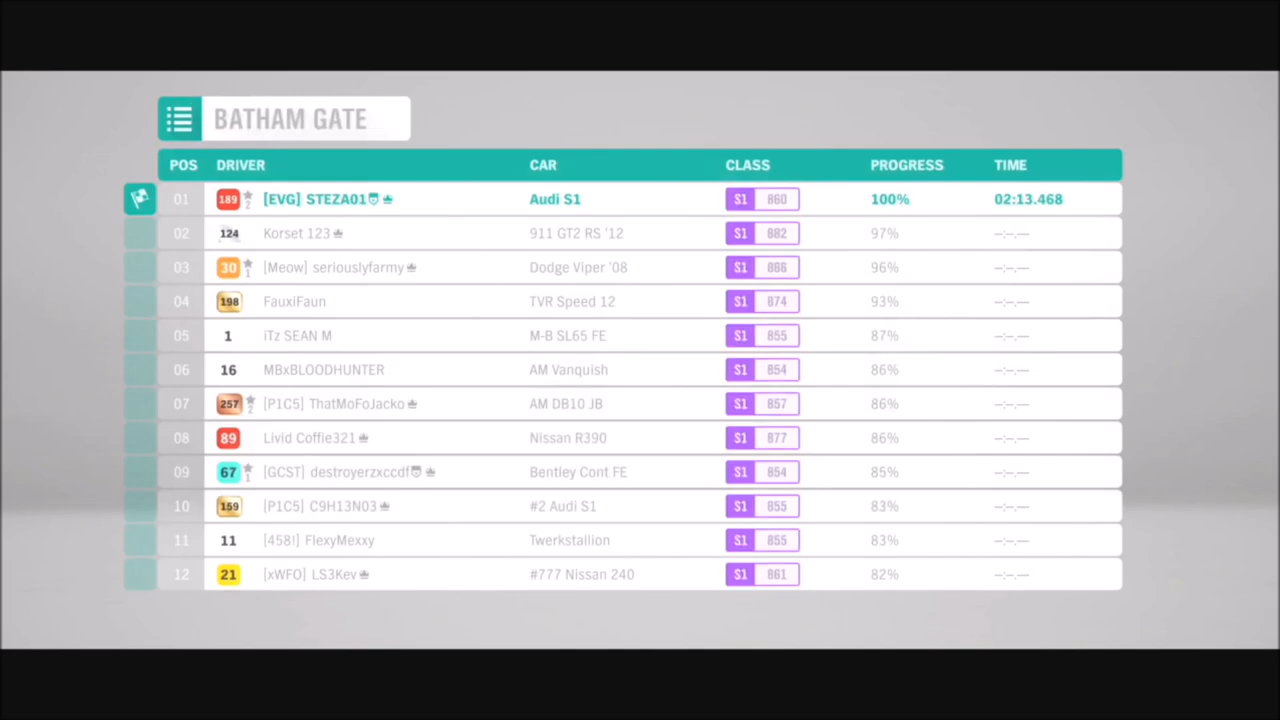 BATHAM GATE
POS DRIVER CAR CLASS PROGRESS TIME
01 189 2 [EVG] STEZA01 Audi S1 S1 860 100% 02:13.468
02 124 Korset 123 911 GT2 RS '12 S1 882 97% --:--.---
03 30 1 [Meow] seriouslyfarmy Dodge Viper '08 S1 866 96% --:--.---
04 198 FauxiFaun TVR Speed 12 S1 874 93% --:--.---
05 1 iTz SEAN M M-B SL65 FE S1 855 87% --:--.---
06 16 MBxBLOODHUNTER AM Vanquish S1 854 86% --:--.---
07 257 2 [P1C5] ThatMoFoJacko AM DB10 JB S1 857 86% --:--.---
08 89 Livid Coffie321 Nissan R390 S1 877 86% --:--.---
09 67 1 [GCST] destroyerzxccdf Bentley Cont FE S1 854 85% --:--.---
10 159 [P1C5] C9H13N03 #2 Audi S1 S1 855 83% --:--.---
11 11 [458!] FlexyMexxy Twerkstallion S1 855 83% --:--.---
12 21 [xWFO] LS3Kev #777 Nissan 240 S1 861 82% --:--.---